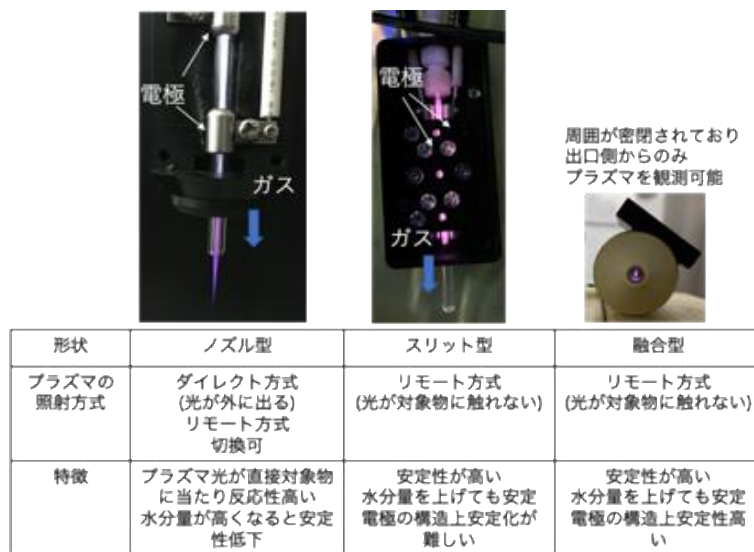 電極
ガス
電極
ガス
周囲が密閉されており
出口側からのみ
プラズマを観測可能
形状
ノズル型
スリット型
融合型
プラズマの
照射方式
ダイレクト方式
(光が外に出る)
リモート方式
切換可
リモート方式
(光が対象物に触れない)
リモート方式
(光が対象物に触れない)
特徴
プラズマ光が直接対象物
に当たり反応性高い
水分量が高くなると安定
性低下
安定性が高い
水分量を上げても安定
電極の構造上安定化が
難しい
安定性が高い
水分量を上げても安定
電極の構造上安定性高
い